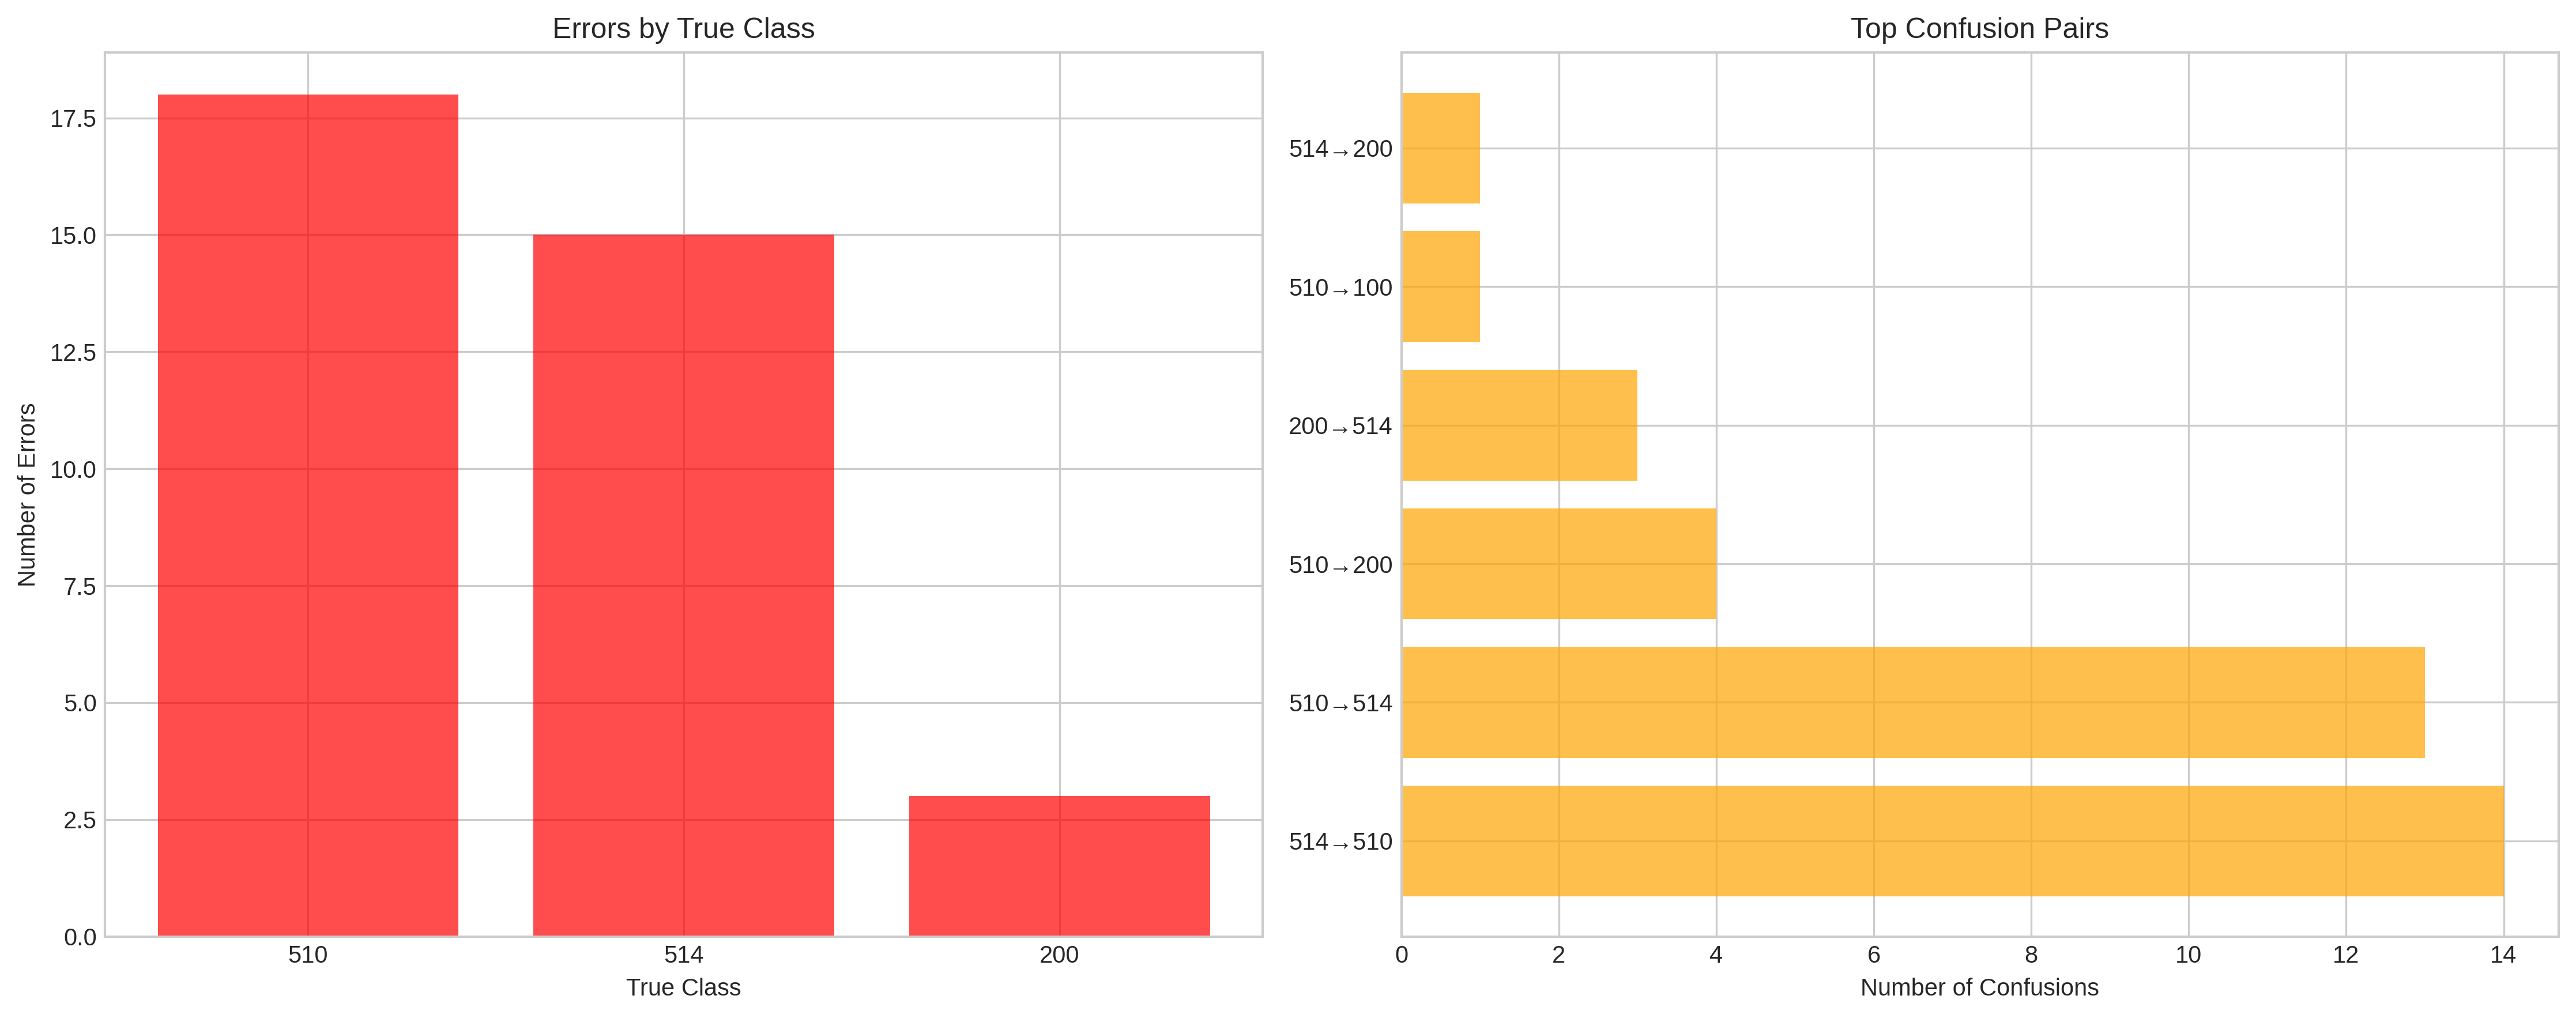 Errors by True Class
Number of Errors
17.5
15.0
12.5
10.0
7.5
5.0
2.5
0.0
510 514 200
True Class
Top Confusion Pairs
514→200
510→100
200→514
510→200
510→514
514→510
0 2 4 6 8 10 12 14
Number of Confusions